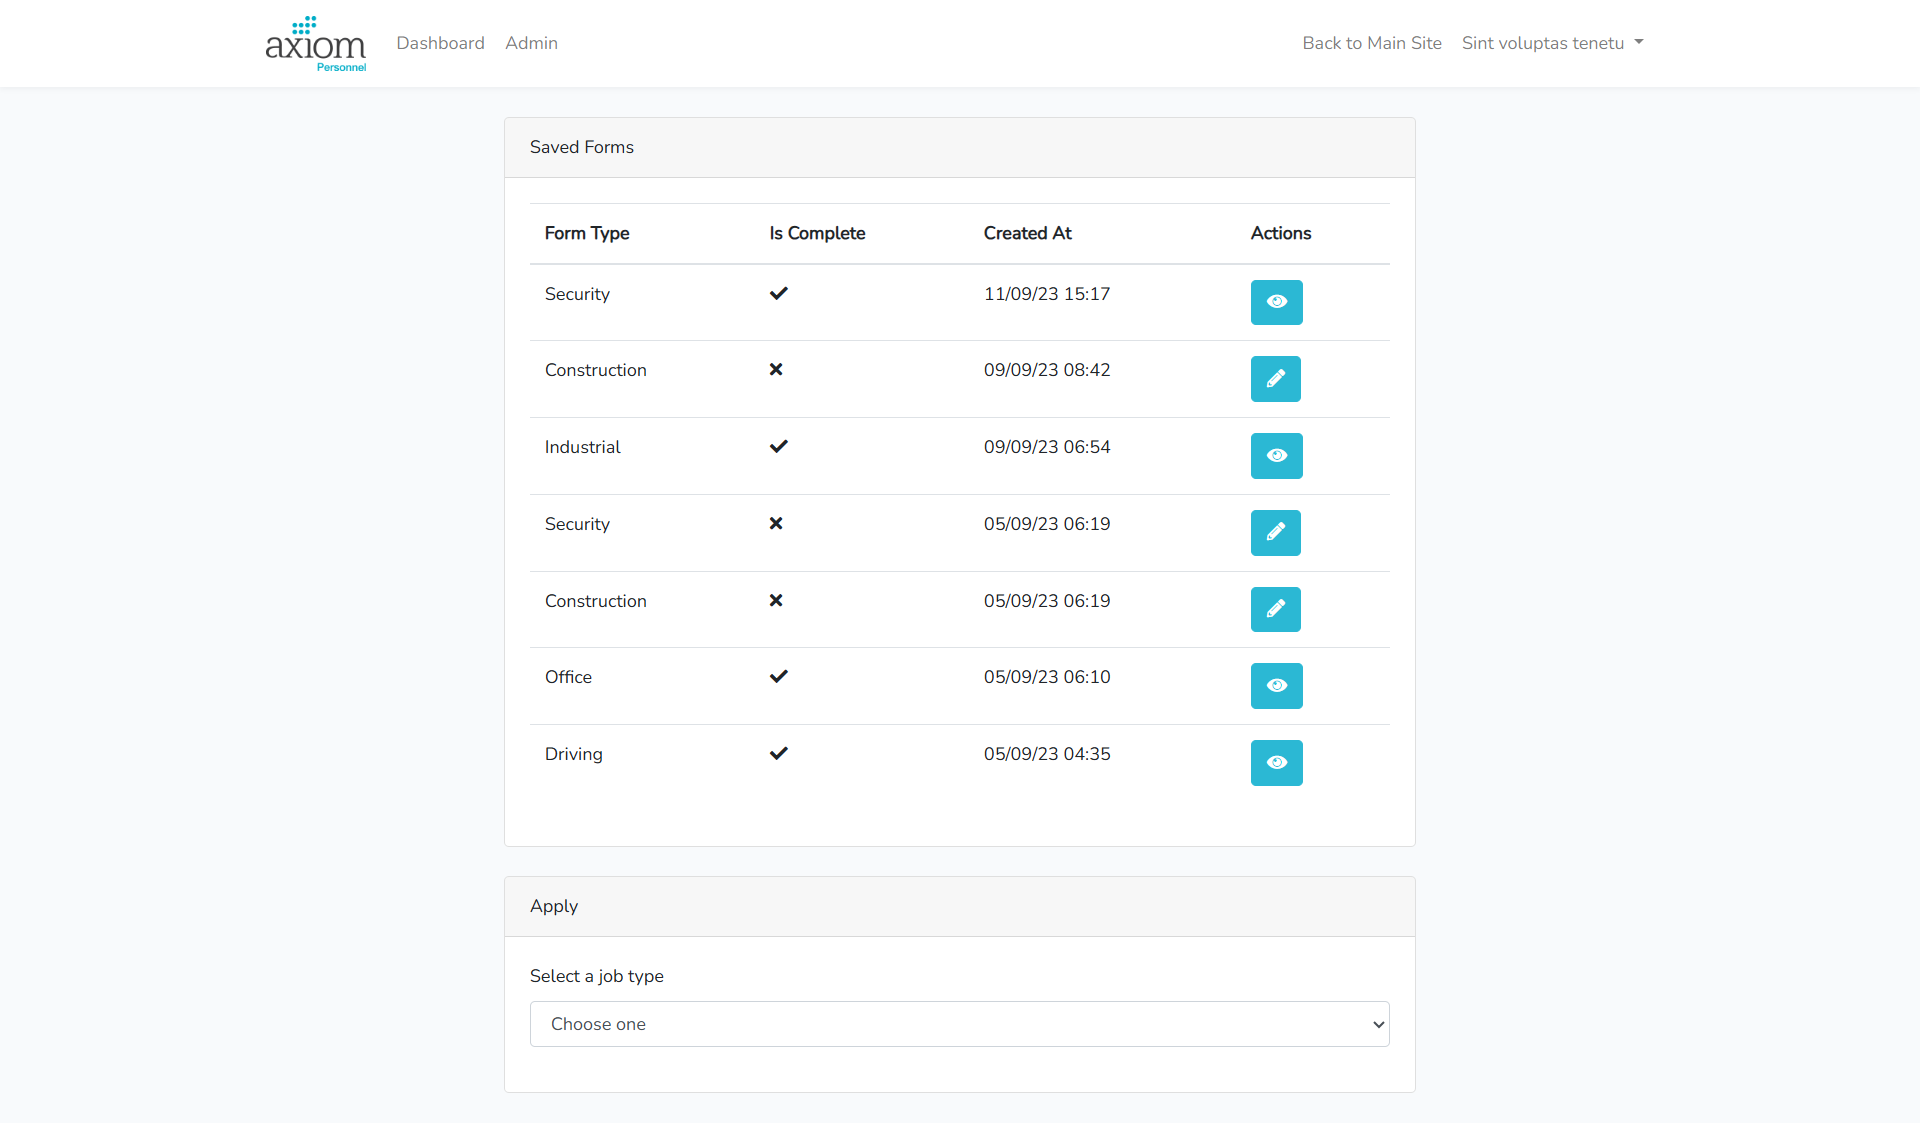 axiom
Personnel
Dashboard Admin Back to Main Site Sint voluptas tenetu
Saved Forms
Form Type Is Complete Created At Actions
Security 11/09/23 15:17
Construction 09/09/23 08:42
Industrial 09/09/23 06:54
Security 05/09/23 06:19
Construction 05/09/23 06:19
Office 05/09/23 06:10
Driving 05/09/23 04:35
Apply
Select a job type
Choose one